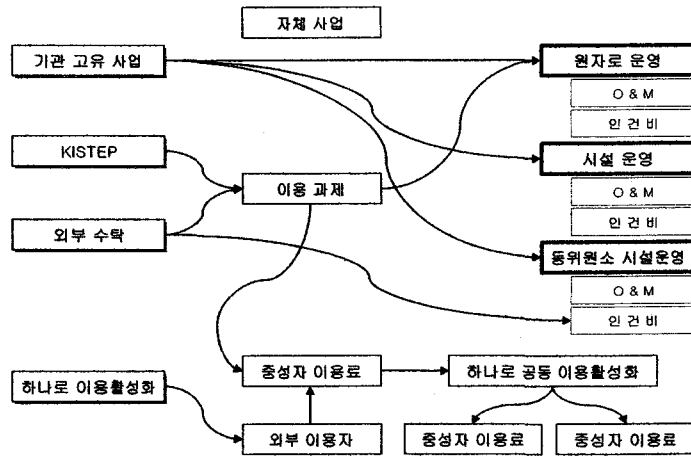 자체 사업
기관 고유 사업
원자로 운영
O & M
인 건 비
KISTEP
시설 운영
이용 과제
O & M
인 건 비
외부 수탁
동위원소 시설운영
O & M
인 건 비
하나로 이용활성화
중성자 이용료
하나로 공동 이용활성화
외부 이용자
중성자 이용료
중성자 이용료